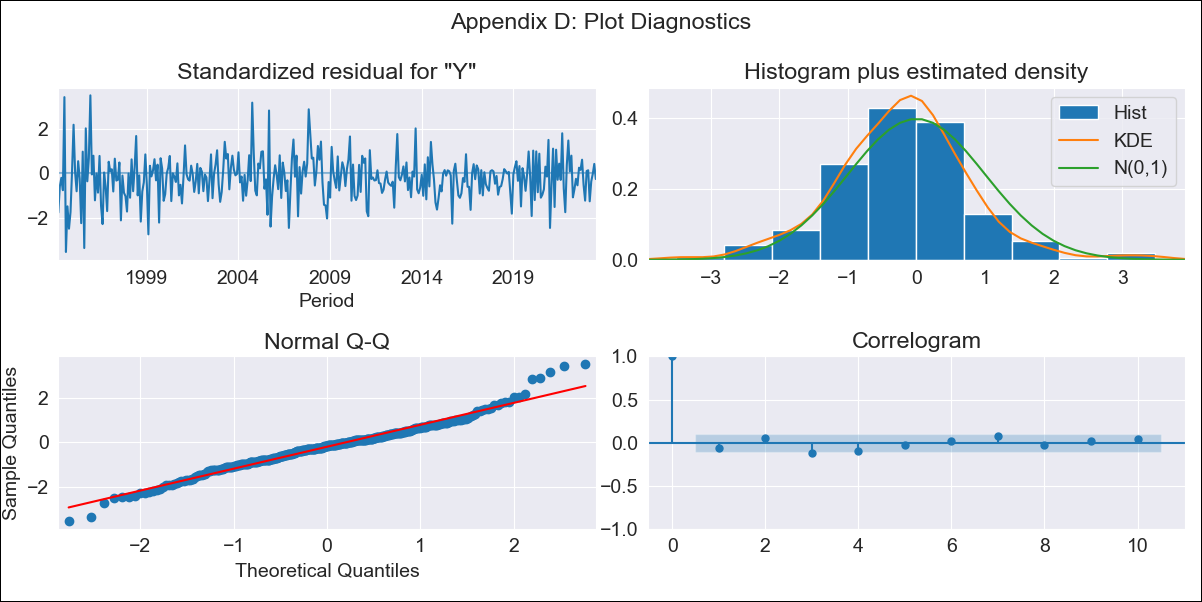 Appendix D: Plot Diagnostics
Standardized residual for "Y"
2
0
−2
1999 2004 2009 2014 2019
Period
Histogram plus estimated density
0.4
0.2
0.0
−3 −2 −1 0 1 2 3
Hist
KDE
N(0,1)
Normal Q-Q
Sample Quantiles
2
0
−2
−2 −1 0 1 2
Theoretical Quantiles
Correlogram
1.0
0.5
0.0
−0.5
−1.0
0 2 4 6 8 10